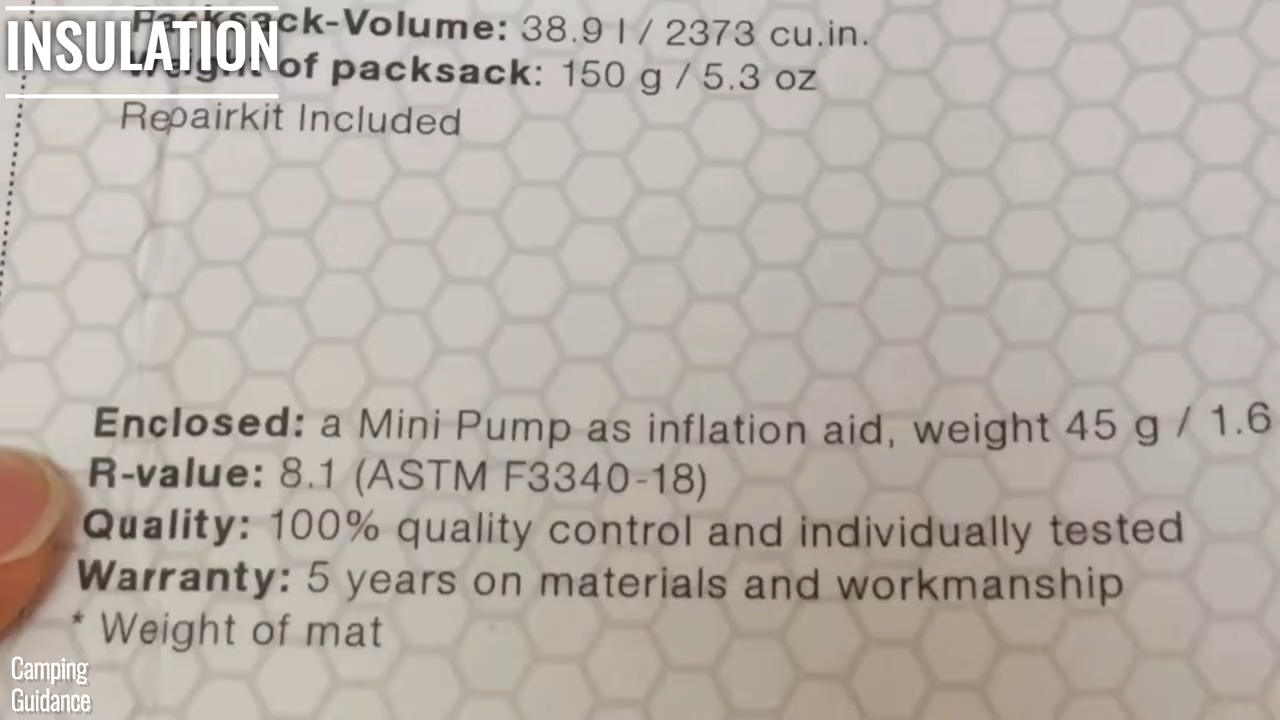 INSULATION
Packsack-Volume: 38.9 l / 2373 cu.in.
Weight of packsack: 150 g / 5.3 oz
Repairkit Included
Enclosed: a Mini Pump as inflation aid, weight 45 g / 1.6
R-value: 8.1 (ASTM F3340-18)
Quality: 100% quality control and individually tested
Warranty: 5 years on materials and workmanship
* Weight of mat
Camping
Guidance